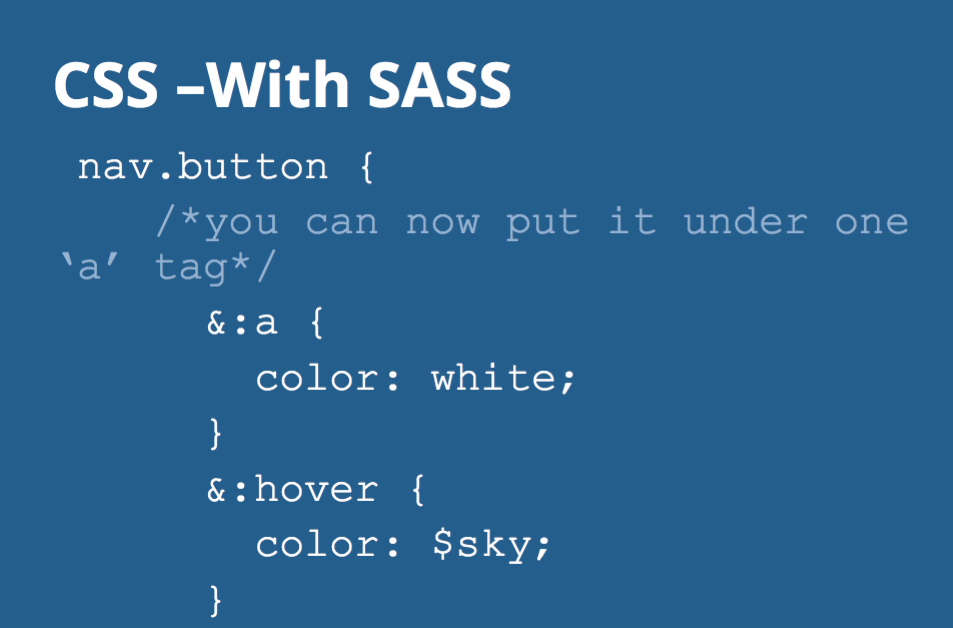 CSS –With SASS
nav.button {
/*you can now put it under one
‘a’ tag*/
&:a {
color: white;
}
&:hover {
color: $sky;
}